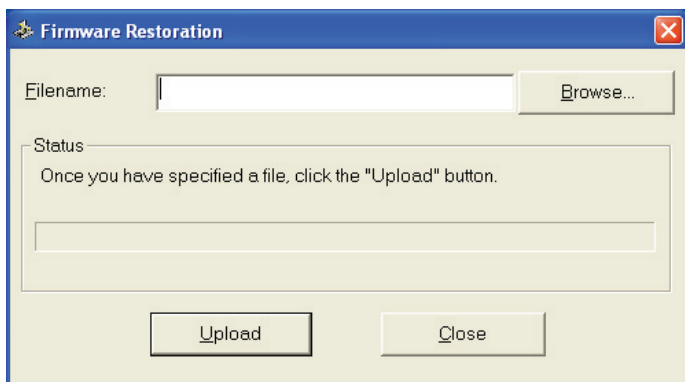 Firmware Restoration
Filename:
Browse...
Status
Once you have specified a file, click the "Upload" button.
Upload
Close